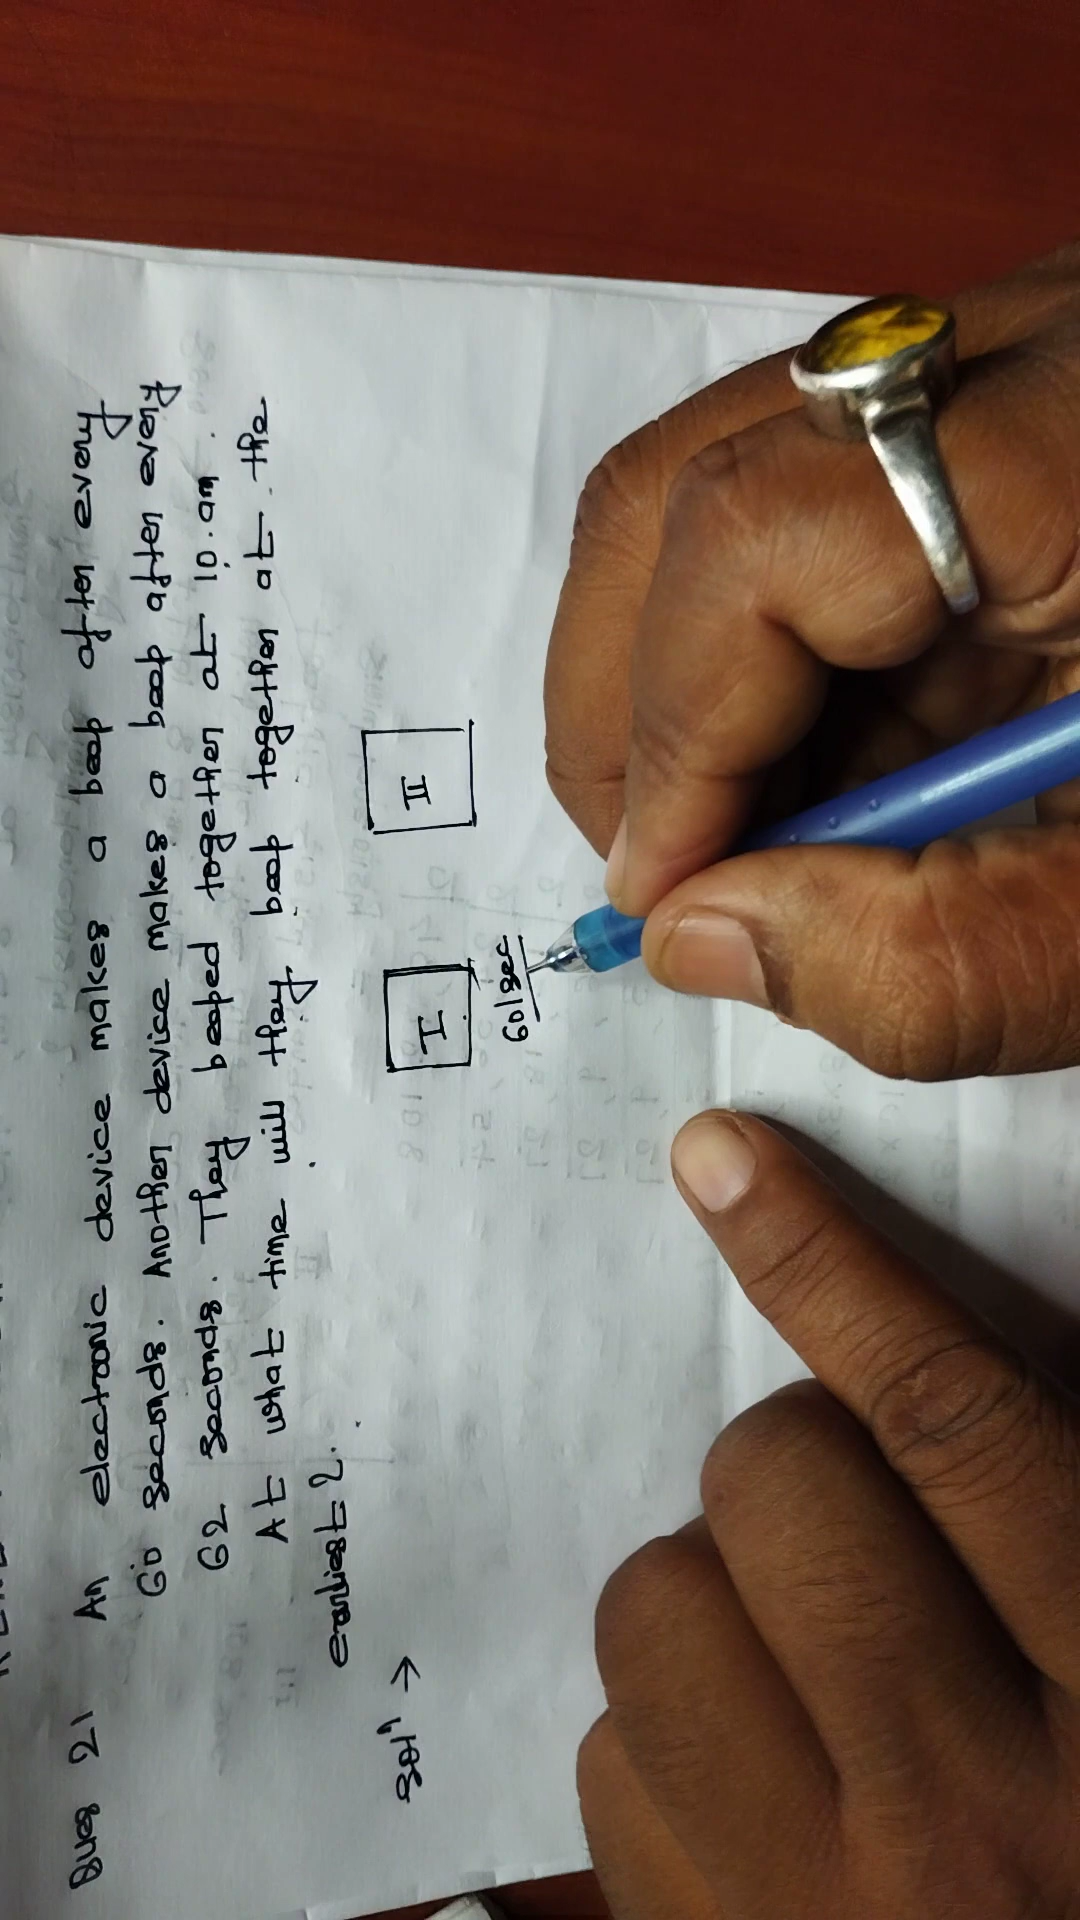 Ques 21 An electronic device makes a beep after every
60 seconds. Another device makes a beep after every
62 seconds. They beeped together at 10.am.
At what time will they beep together at the
earliest?
Sol^n →
I II
60/sec